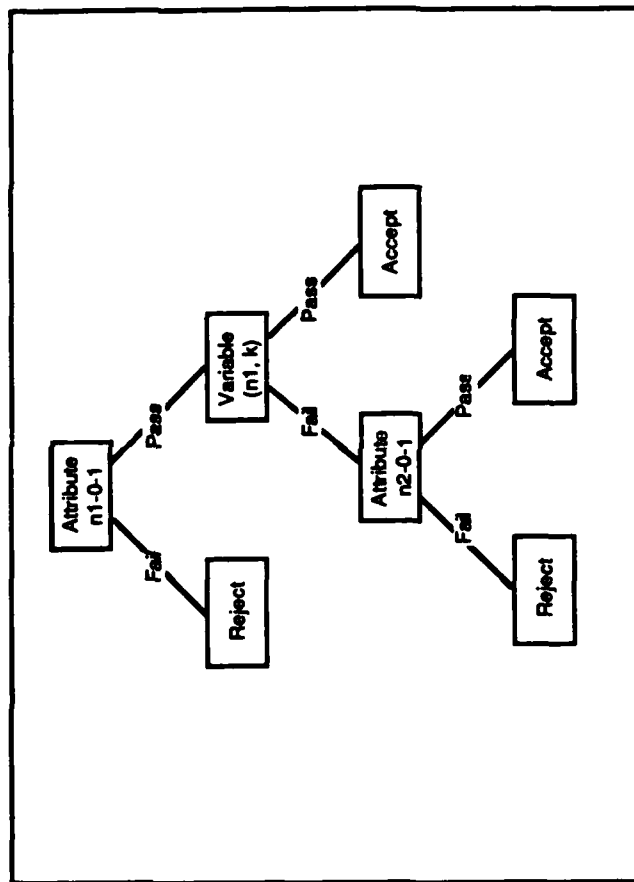 Attribute
n1-0-1
Fail
Pass
Reject
Variable
(n1, k)
Fail
Pass
Attribute
n2-0-1
Accept
Fail
Pass
Reject
Accept